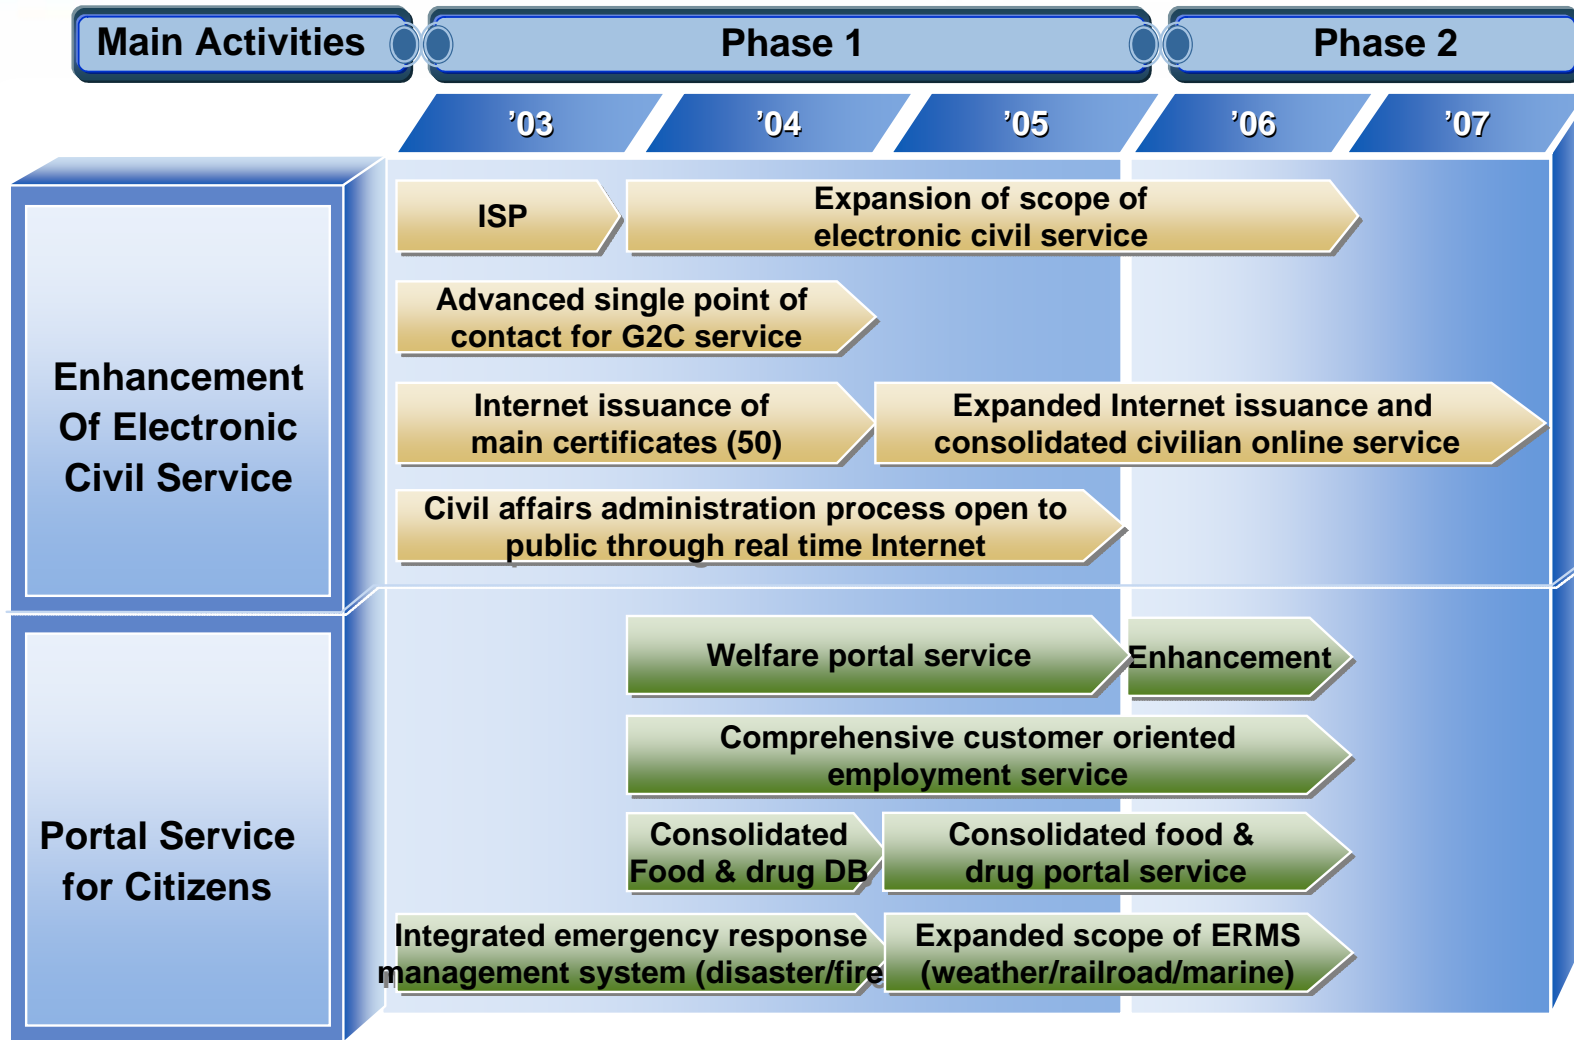 Main Activities
Phase 1
Phase 2
’03
’04
’05
’06
’07
Enhancement
Of Electronic
Civil Service
ISP
Expansion of scope of
electronic civil service
Advanced single point of
contact for G2C service
Internet issuance of
main certificates (50)
Expanded Internet issuance and
consolidated civilian online service
Civil affairs administration process open to
public through real time Internet
Portal Service
for Citizens
Welfare portal service
Enhancement
Comprehensive customer oriented
employment service
Consolidated
Food & drug DB
Consolidated food &
drug portal service
Integrated emergency response
management system (disaster/fire
Expanded scope of ERMS
(weather/railroad/marine)